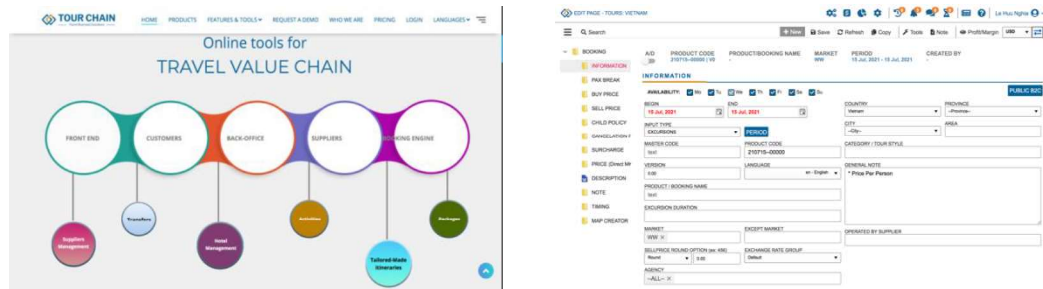 TOUR CHAIN
HOME PRODUCTS FEATURES & TOOLS REQUEST A DEMO WHO WE ARE PRICING LOGIN LANGUAGES
Online tools for
TRAVEL VALUE CHAIN
FRONT END CUSTOMERS BACK-OFFICE SUPPLIERS BOOKING ENGINE
Transfers Activities Packages
Suppliers
Management
Hotel
Management
Tailored-Made
Itineraries
EDIT PAGE - TOURS: VIETNAM
Le Huc Nghia
Search
+ New Save Refresh Copy Tools Note Profit/Margin USD
BOOKING
INFORMATION
PAX BREAK
BUY PRICE
SELL PRICE
CHILD POLICY
SURCHARGE
PRICE (Direct
DESCRIPTION
NOTE
TIMING
MAP CREATOR
A/D PRODUCT CODE PRODUCT/BOOKING NAME MARKET PERIOD CREATED BY
210715--00000 | V0 - WW 15 Jul, 2021 - 15 Jul, 2021 -
INFORMATION
AVAILABILITY: Mo Tu We Th Fr Sa Su
PUBLIC B2C
BEGIN END COUNTRY PROVINCE
15 Jul, 2021 15 Jul, 2021 Vietnam --Province--
INPUT TYPE CITY AREA
EXCURSIONS PERIOD --City--
MASTER CODE PRODUCT CODE CATEGORY / TOUR STYLE
text 210715--00000
VERSION LANGUAGE GENERAL NOTE
0.00 en - English * Price Per Person
PRODUCT / BOOKING NAME
text
EXCURSION DURATION
MARKET EXCEPT MARKET OPERATED BY SUPPLIER
WW ×
SELLPRICE ROUND OPTION EXCHANGE RATE GROUP
Round 0.00 Default
AGENCY
--ALL-- ×